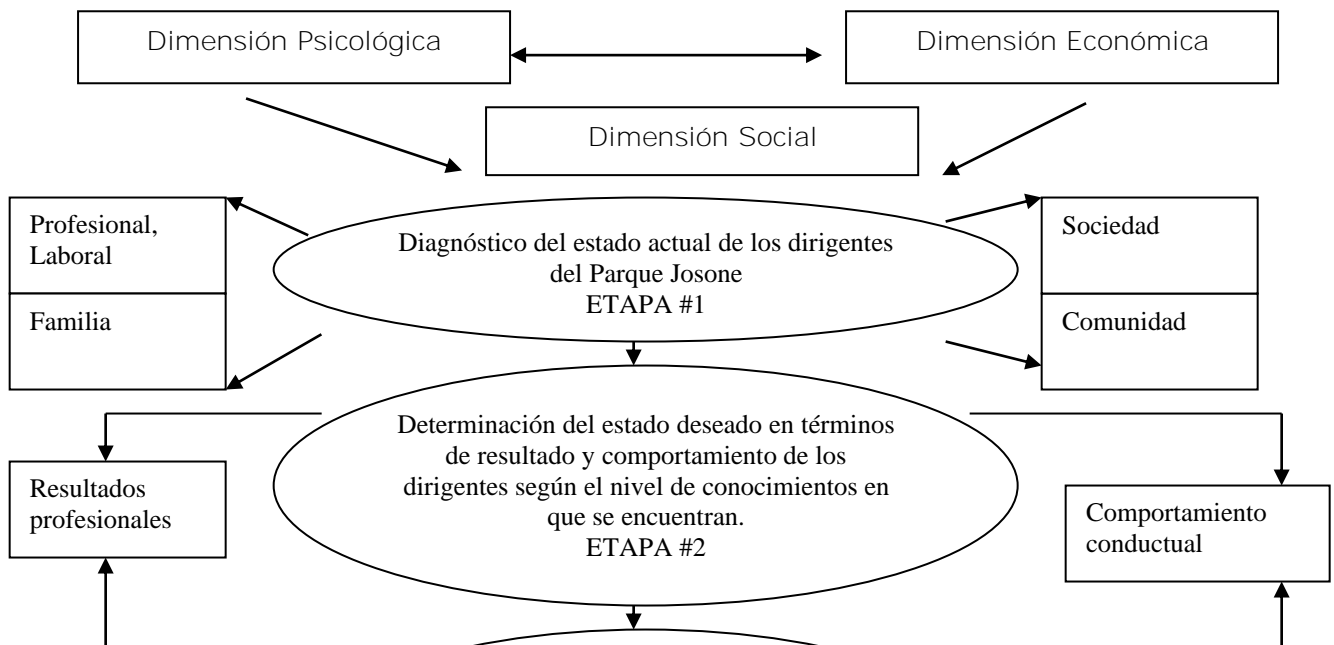 Dimensión Psicológica
Dimensión Económica
Dimensión Social
Profesional,
Laboral
Familia
Diagnóstico del estado actual de los dirigentes
del Parque Josone
ETAPA #1
Sociedad
Comunidad
Determinación del estado deseado en términos
de resultado y comportamiento de los
dirigentes según el nivel de conocimientos en
que se encuentran.
ETAPA #2
Resultados
profesionales
Comportamiento
conductual